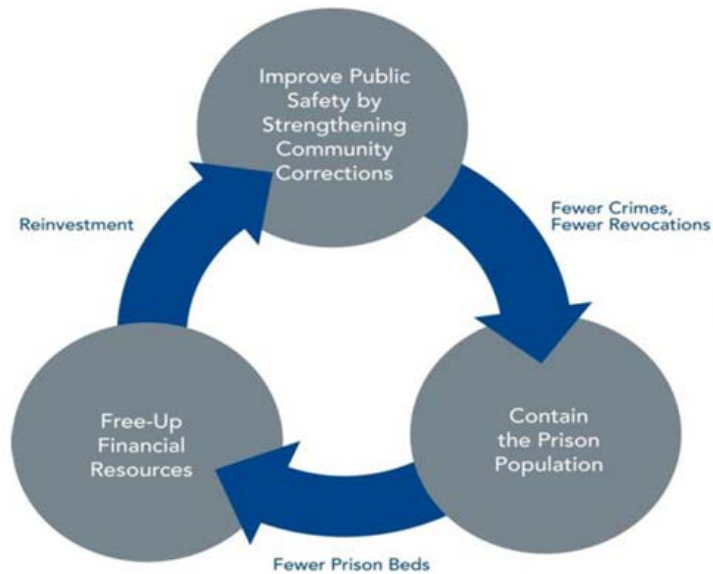 Improve Public
Safety by
Strengthening
Community
Corrections
Fewer Crimes,
Fewer Revocations
Contain
the Prison
Population
Fewer Prison Beds
Free-Up
Financial
Resources
Reinvestment